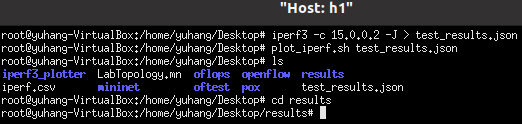 "Host: h1"
root@yuhang-VirtualBox:/home/yuhang/Desktop# iperf3 -c 15.0.0.2 -J > test_results.json
root@yuhang-VirtualBox:/home/yuhang/Desktop# plot_iperf.sh test_results.json
root@yuhang-VirtualBox:/home/yuhang/Desktop# ls
iperf3_plotter LabTopology.mn oflops openflow results
iperf.csv mininet oftest pox test_results.json
root@yuhang-VirtualBox:/home/yuhang/Desktop# cd results
root@yuhang-VirtualBox:/home/yuhang/Desktop/results#